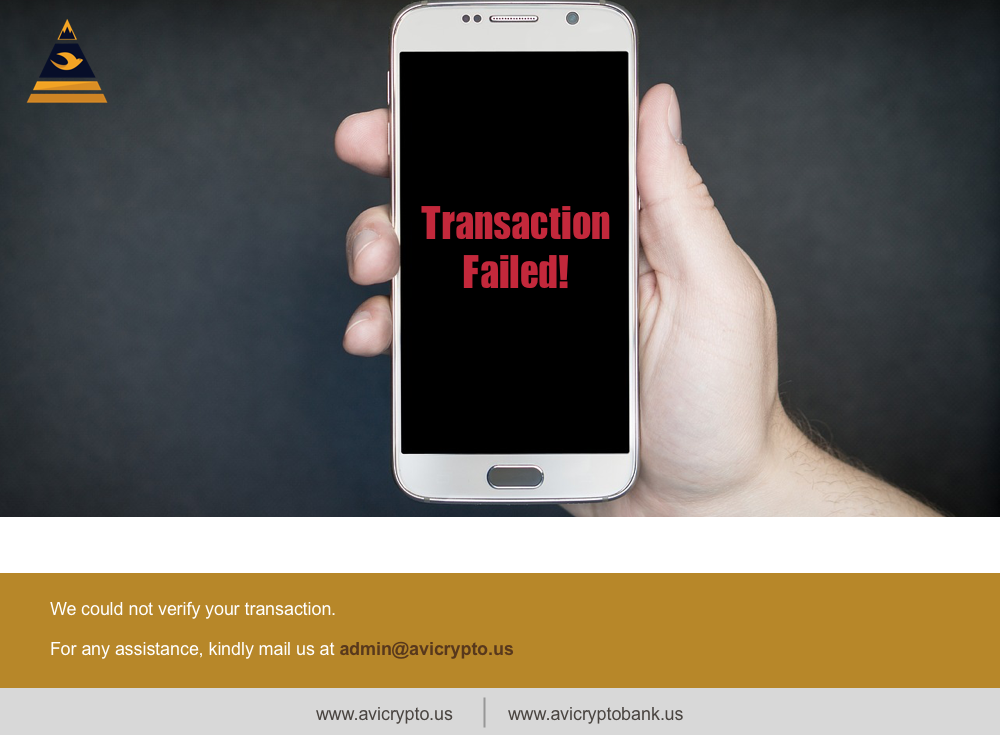 Transaction
Failed!
We could not verify your transaction.
For any assistance, kindly mail us at admin@avicrypto.us
www.avicrypto.us | www.avicryptobank.us